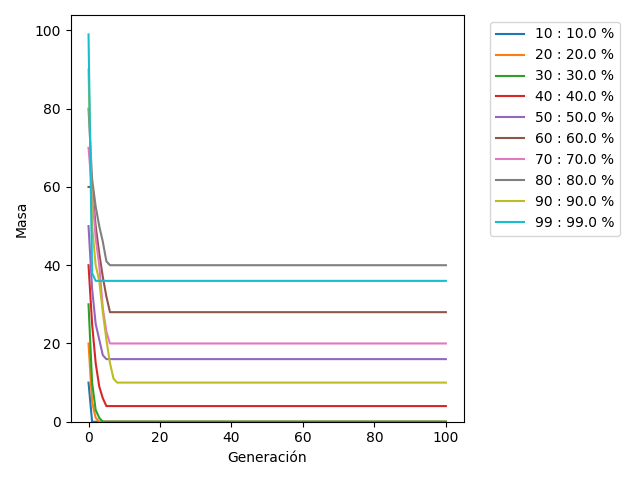 100
80
60
40
20
0
Masa
0 20 40 60 80 100
Generación
10 : 10.0 %
20 : 20.0 %
30 : 30.0 %
40 : 40.0 %
50 : 50.0 %
60 : 60.0 %
70 : 70.0 %
80 : 80.0 %
90 : 90.0 %
99 : 99.0 %